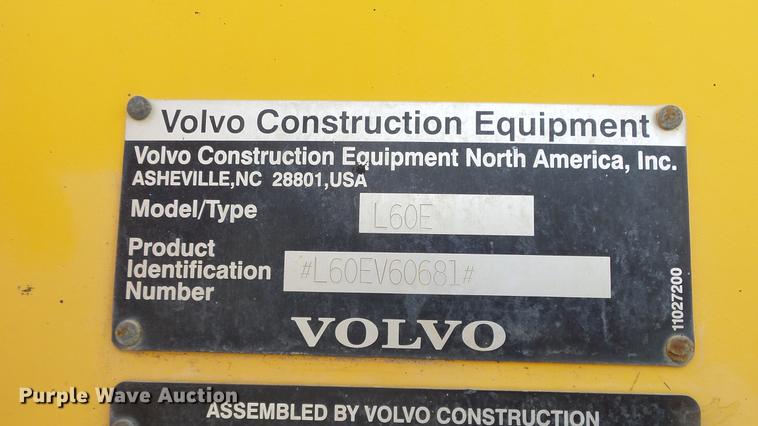 Volvo Construction Equipment
Volvo Construction Equipment North America, Inc.
ASHEVILLE,NC 28801,USA
Model/Type L60E
Product Identification Number #L60EV60681#
VOLVO
11027200
ASSEMBLED BY VOLVO CONSTRUCTION
Purple Wave Auction